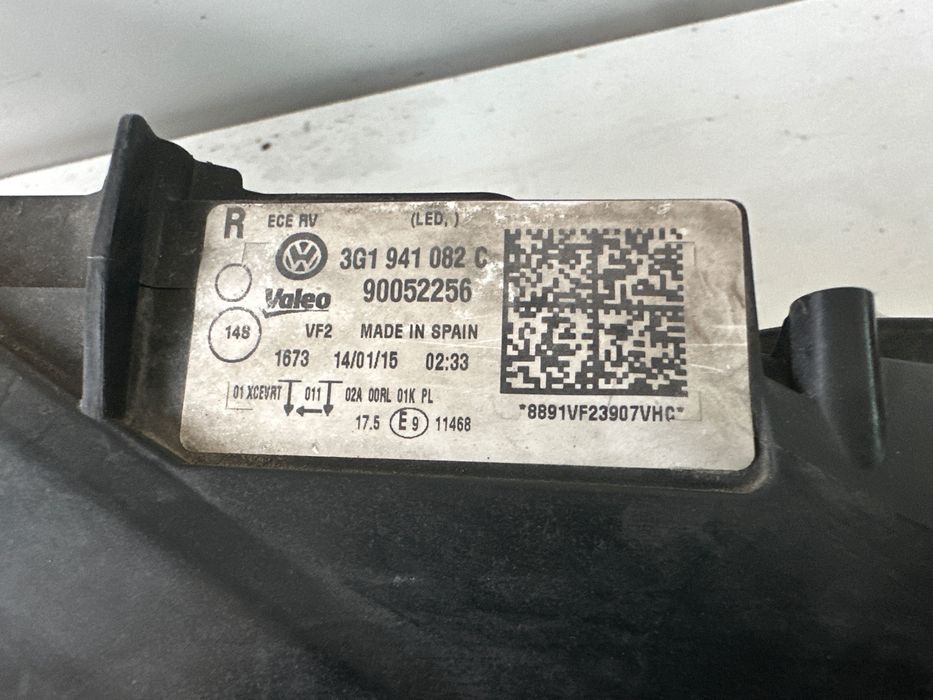 R ECE RV (LED, )
3G1 941 082 C
Valeo 90052256
148 VF2 MADE IN SPAIN
1673 14/01/15 02:33
01 XCEVRT 011 02A 00RL 01K PL
17.5 E9 11468
*8891VF23907VHC*